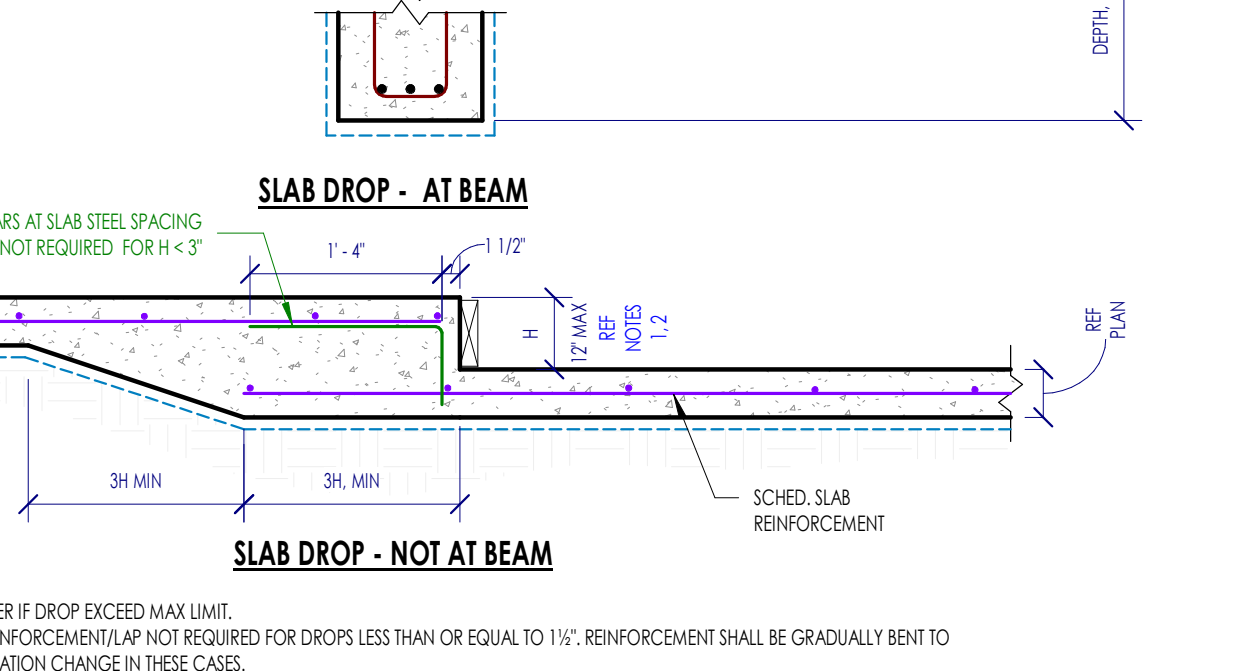 DEPTH,
SLAB DROP - AT BEAM
ARS AT SLAB STEEL SPACING
NOT REQUIRED FOR H < 3"
1' - 4"
1 1/2"
H
12" MAX
REF
NOTES
1, 2
REF
PLAN
3H MIN
3H, MIN
SCHED. SLAB
REINFORCEMENT
SLAB DROP - NOT AT BEAM
ER IF DROP EXCEED MAX LIMIT.
NFORCEMENT/LAP NOT REQUIRED FOR DROPS LESS THAN OR EQUAL TO 1½". REINFORCEMENT SHALL BE GRADUALLY BENT TO
ATION CHANGE IN THESE CASES.